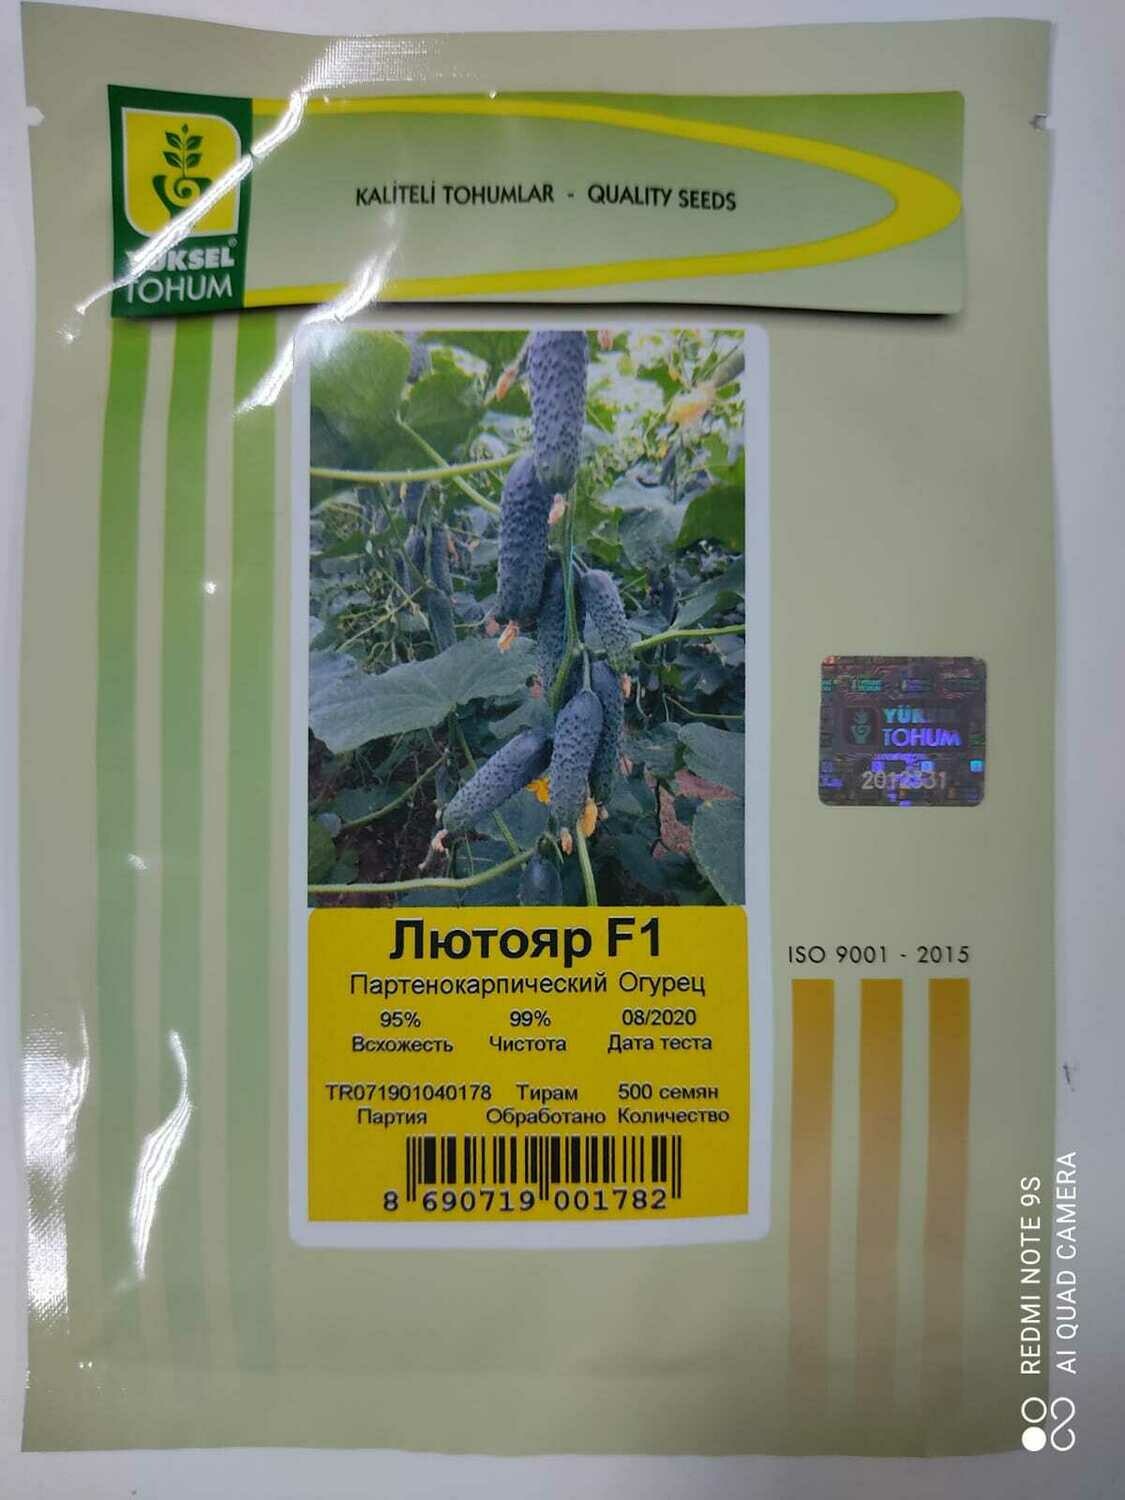 YÜKSEL
TOHUM
KALİTELİ TOHUMLAR - QUALITY SEEDS
YÜKSEL
TOHUM
2012331
Лютояр F1
Партенокарпический Огурец
95% 99% 08/2020
Всхожесть Чистота Дата теста
TR071901040178 Тирам 500 семян
Партия Обработано Количество
8 690719 001782
ISO 9001 - 2015
REDMI NOTE 9S
AI QUAD CAMERA